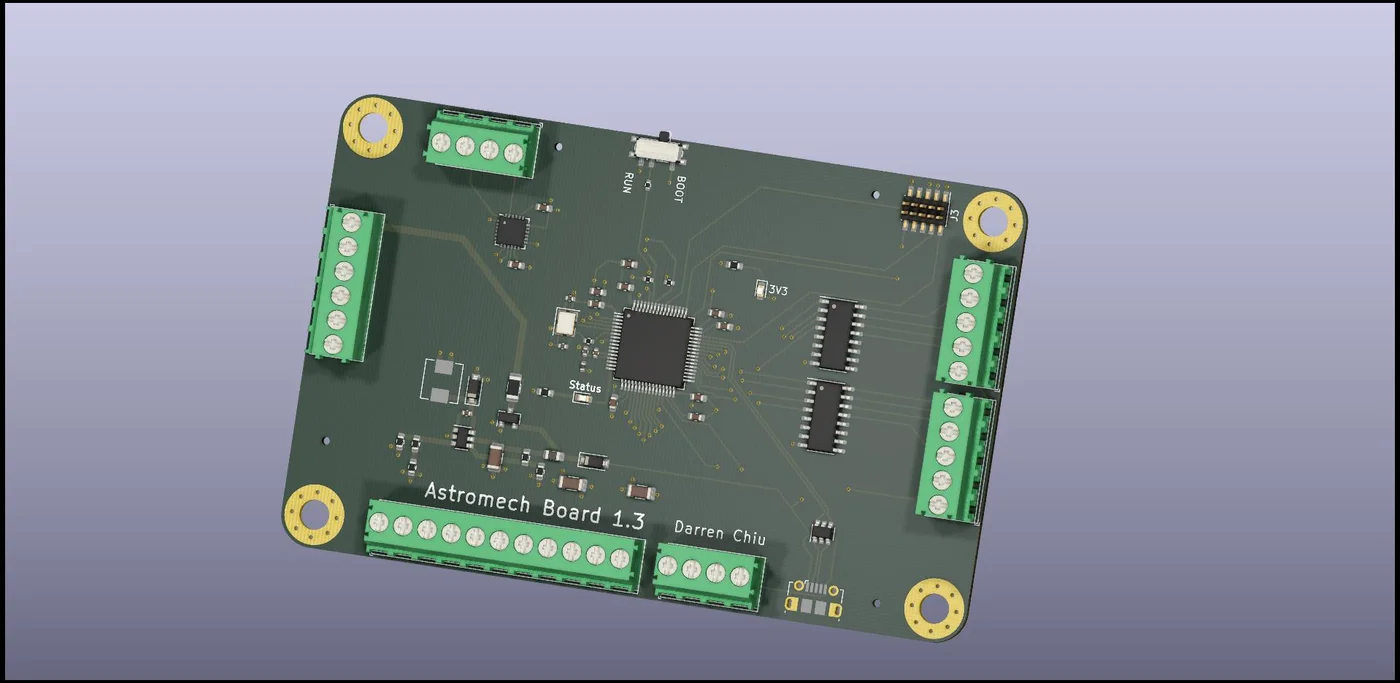 RUN
BOOT
J3
3V3
Status
Astromech Board 1.3
Darren Chiu